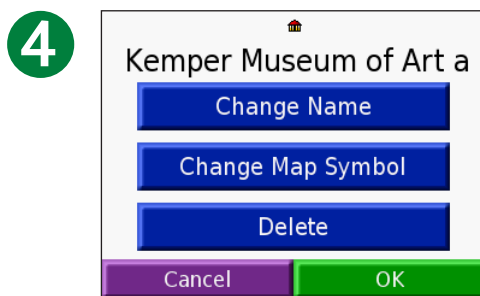 4
Kemper Museum of Art a
Change Name
Change Map Symbol
Delete
Cancel OK